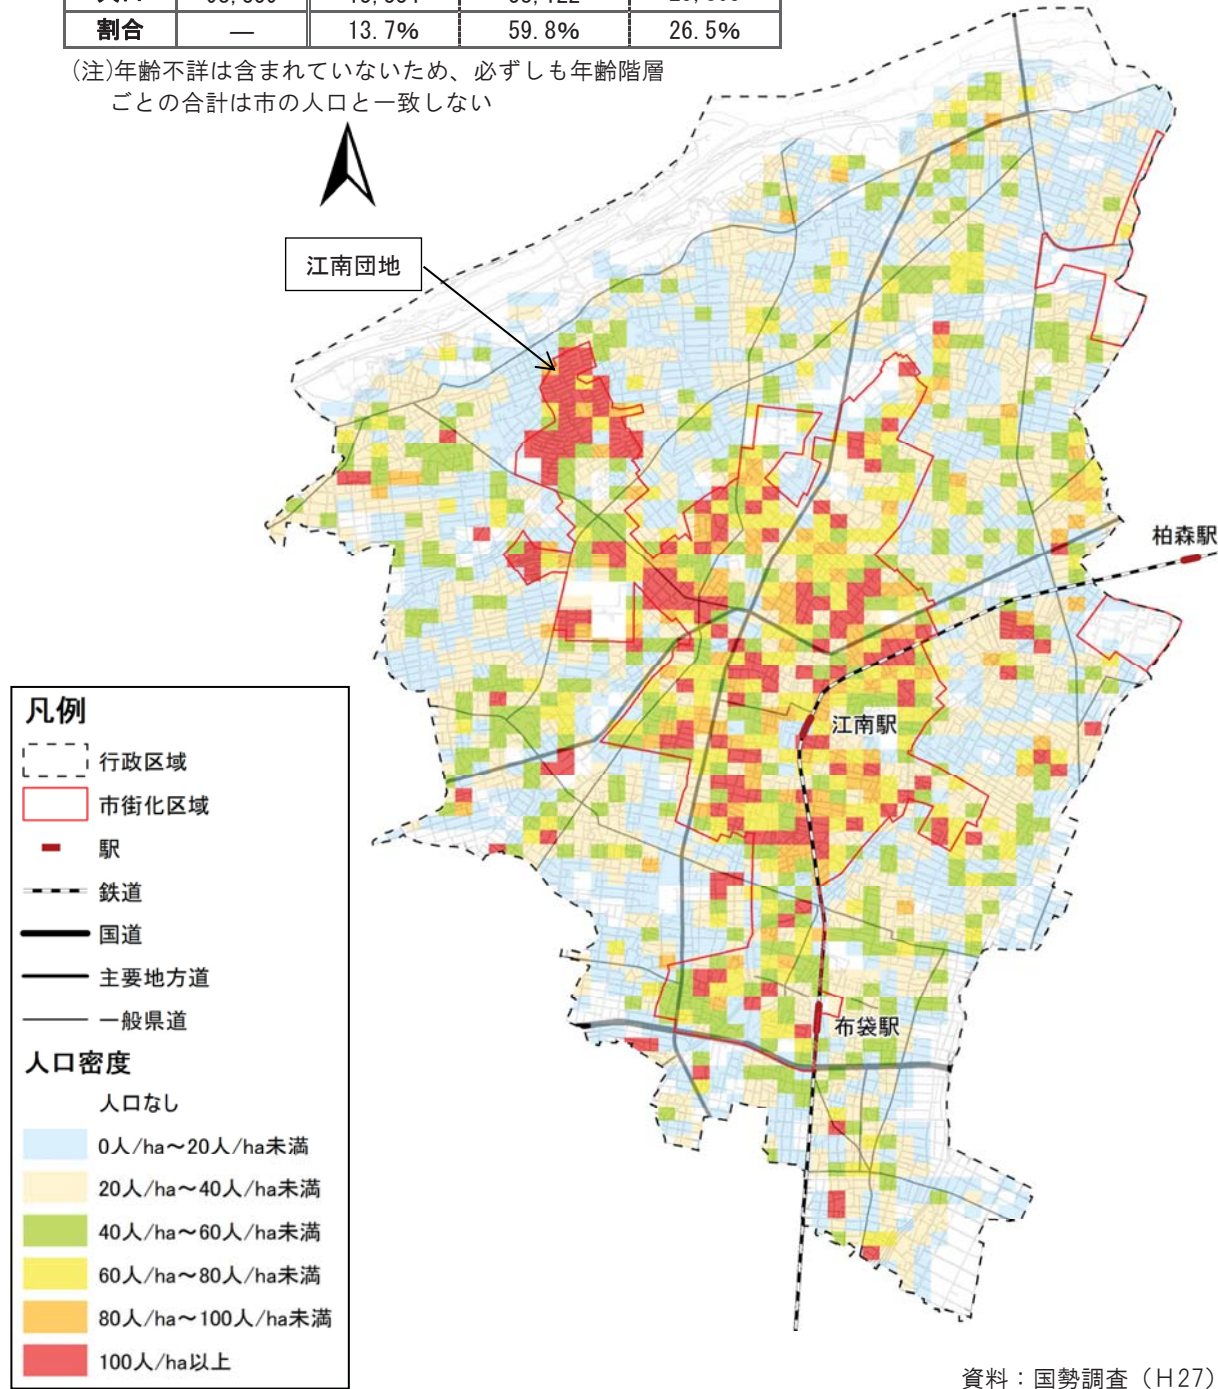 割合 — 13.7% 59.8% 26.5%
(注)年齢不詳は含まれていないため、必ずしも年齢階層
ごとの合計は市の人口と一致しない
江南団地
柏森駅
江南駅
布袋駅
凡例
行政区域
市街化区域
駅
鉄道
国道
主要地方道
一般県道
人口密度
人口なし
0人/ha～20人/ha未満
20人/ha～40人/ha未満
40人/ha～60人/ha未満
60人/ha～80人/ha未満
80人/ha～100人/ha未満
100人/ha以上
資料：国勢調査（H27）